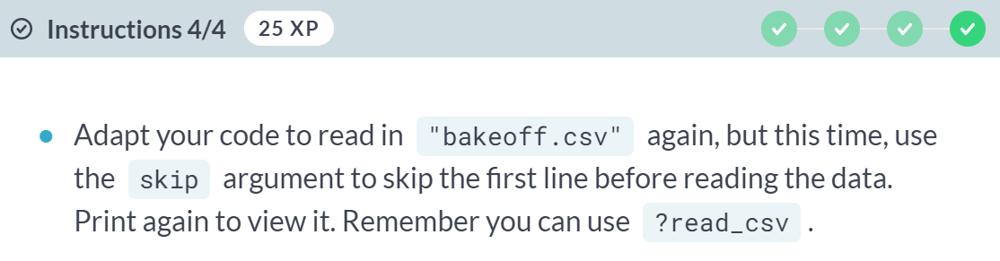 Instructions 4/4 25 XP
Adapt your code to read in "bakeoff.csv" again, but this time, use
the skip argument to skip the first line before reading the data.
Print again to view it. Remember you can use ?read_csv .